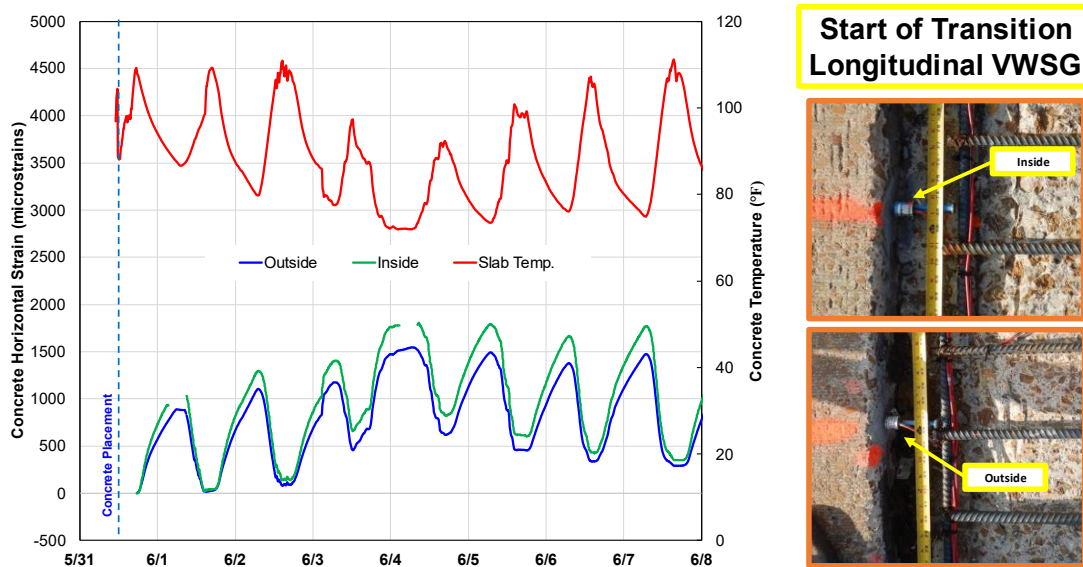 Start of Transition
Longitudinal VWSG
5000
4500
4000
3500
3000
2500
2000
1500
1000
500
0
-500
Concrete Horizontal Strain (microstrains)
120
100
80
60
40
20
0
Concrete Temperature (°F)
Outside
Inside
Slab Temp.
Concrete Placement
5/31
6/1
6/2
6/3
6/4
6/5
6/6
6/7
6/8
Inside
Outside